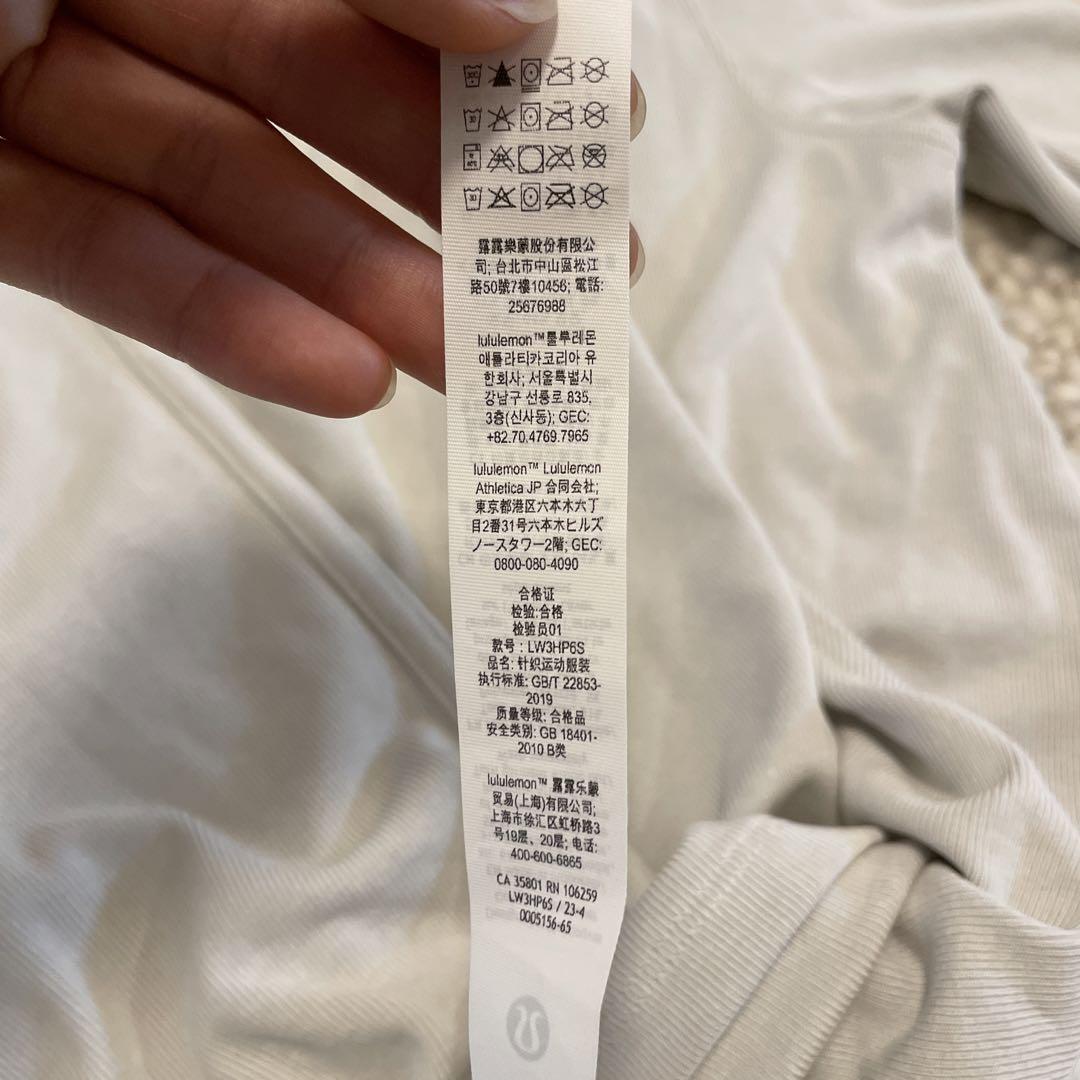 露露樂蒙股份有限公
司; 台北市中山區松江
路50號7樓10456; 電話:
25676988
lululemon™룰루레몬
애틀라티카코리아 유
한회사; 서울특별시
강남구 선릉로 835,
3층(신사동); GEC:
+82.70.4769.7965
lululemon™ Lululemon
Athletica JP 合同会社;
東京都港区六本木六丁
目2番31号六本木ヒルズ
ノースタワー2階; GEC:
0800-080-4090
合格证
检验:合格
检验员01
款号 : LW3HP6S
品名: 针织运动服装
执行标准: GB/T 22853-
2019
质量等级: 合格品
安全类别: GB 18401-
2010 B类
lululemon™ 露露乐蒙
贸易(上海)有限公司;
上海市徐汇区虹桥路3
号19层、20层; 电话:
400-600-6865
CA 35801 RN 106259
LW3HP6S / 23-4
0005156-65